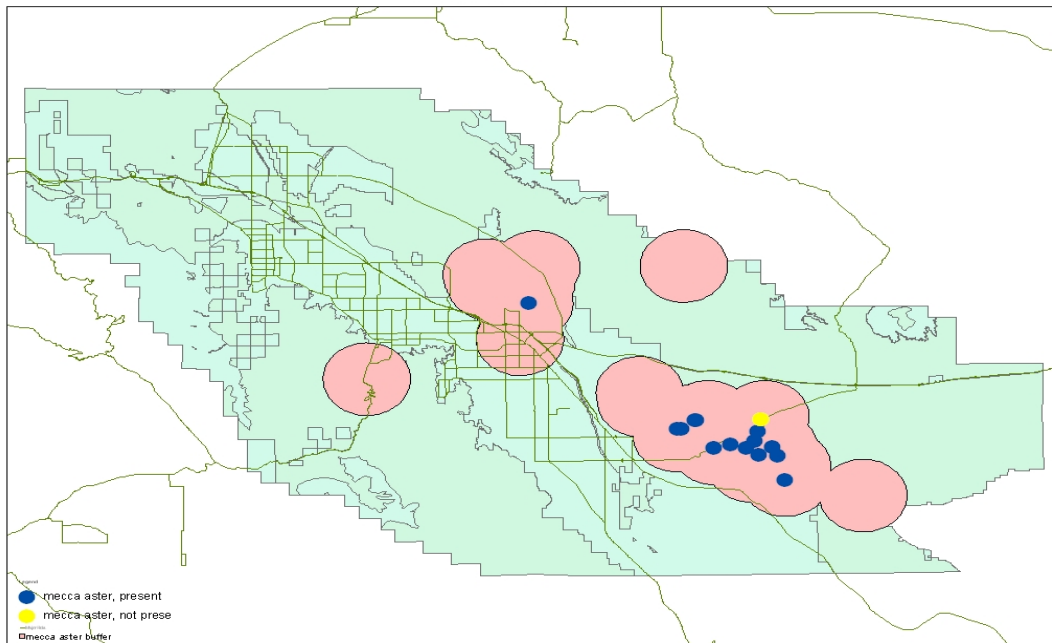 mecca aster, present
mecca aster, not prese
mecca aster buffer